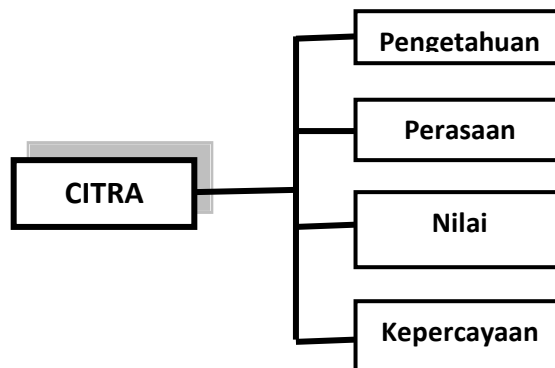 Pengetahuan
Perasaan
CITRA
Nilai
Kepercayaan